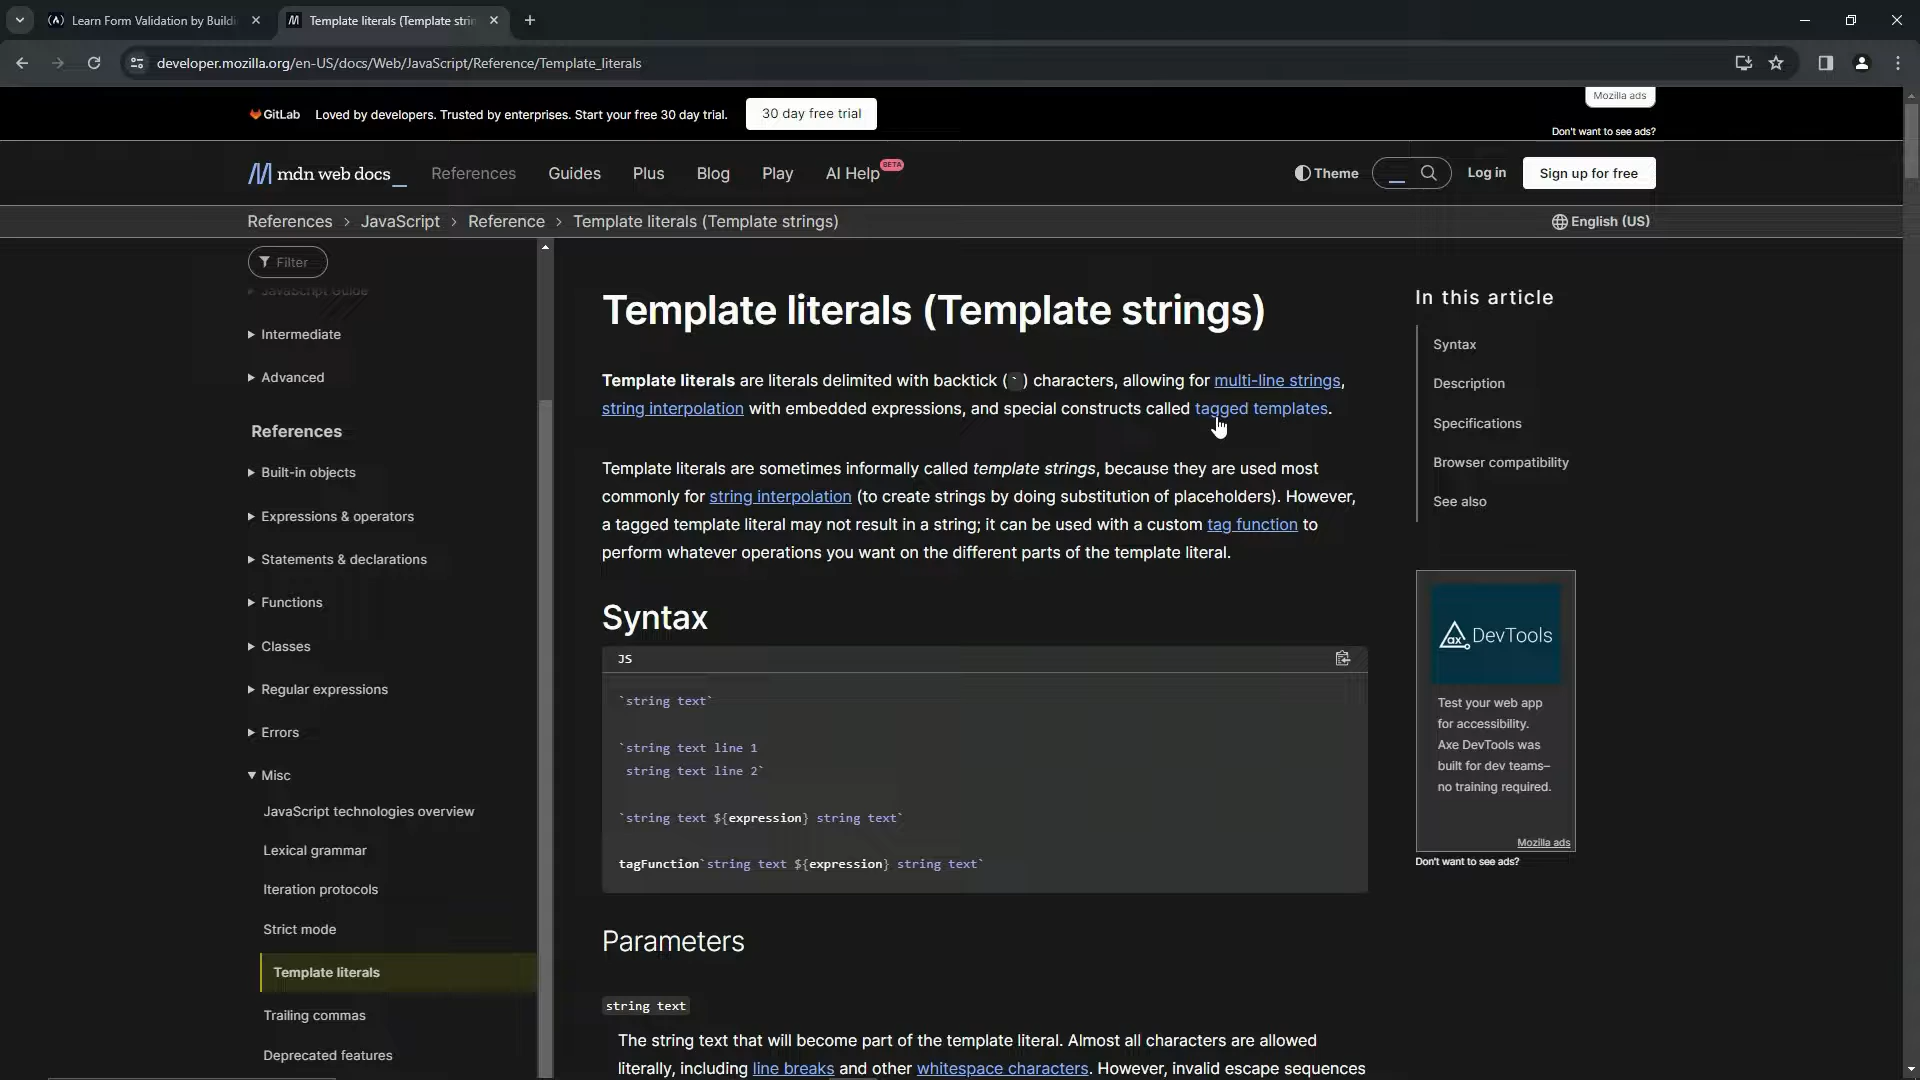 Learn Form Validation by Buildi
Template literals (Template strin
developer.mozilla.org/en-US/docs/Web/JavaScript/Reference/Template_literals
GitLab Loved by developers. Trusted by enterprises. Start your free 30 day trial. 30 day free trial
Mozilla ads
Don't want to see ads?
mdn web docs_ References Guides Plus Blog Play AI Help BETA Theme Log in Sign up for free
References > JavaScript > Reference > Template literals (Template strings) English (US)
Filter
JavaScript Guide
Intermediate
Advanced
References
Built-in objects
Expressions & operators
Statements & declarations
Functions
Classes
Regular expressions
Errors
Misc
JavaScript technologies overview
Lexical grammar
Iteration protocols
Strict mode
Template literals
Trailing commas
Deprecated features
Template literals (Template strings)
Template literals are literals delimited with backtick (`) characters, allowing for multi-line strings,
string interpolation with embedded expressions, and special constructs called tagged templates.
Template literals are sometimes informally called template strings, because they are used most
commonly for string interpolation (to create strings by doing substitution of placeholders). However,
a tagged template literal may not result in a string; it can be used with a custom tag function to
perform whatever operations you want on the different parts of the template literal.
Syntax
JS
`string text`
`string text line 1
string text line 2`
`string text ${expression} string text`
tagFunction`string text ${expression} string text`
Parameters
string text
The string text that will become part of the template literal. Almost all characters are allowed
literally, including line breaks and other whitespace characters. However, invalid escape sequences
In this article
Syntax
Description
Specifications
Browser compatibility
See also
ax DevTools
Test your web app
for accessibility.
Axe DevTools was
built for dev teams–
no training required.
Mozilla ads
Don't want to see ads?